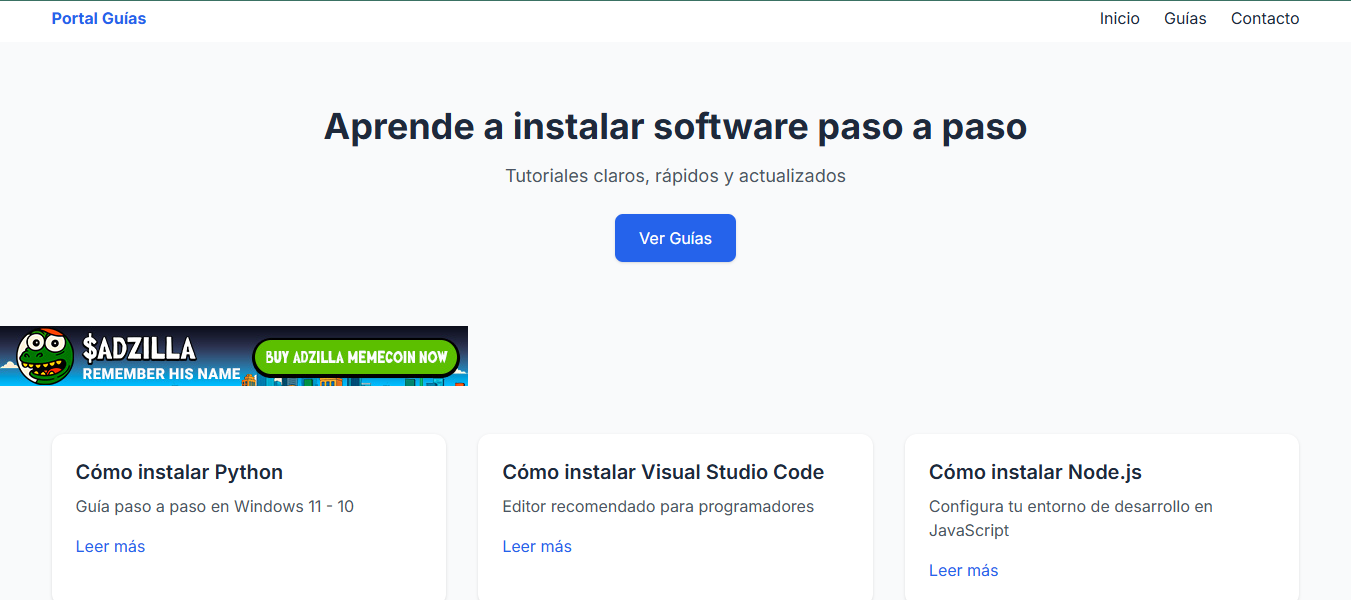 Portal Guías
Inicio Guías Contacto
Aprende a instalar software paso a paso
Tutoriales claros, rápidos y actualizados
Ver Guías
$ADZILLA
REMEMBER HIS NAME
BUY ADZILLA MEMECOIN NOW
Cómo instalar Python
Guía paso a paso en Windows 11 - 10
Leer más
Cómo instalar Visual Studio Code
Editor recomendado para programadores
Leer más
Cómo instalar Node.js
Configura tu entorno de desarrollo en
JavaScript
Leer más